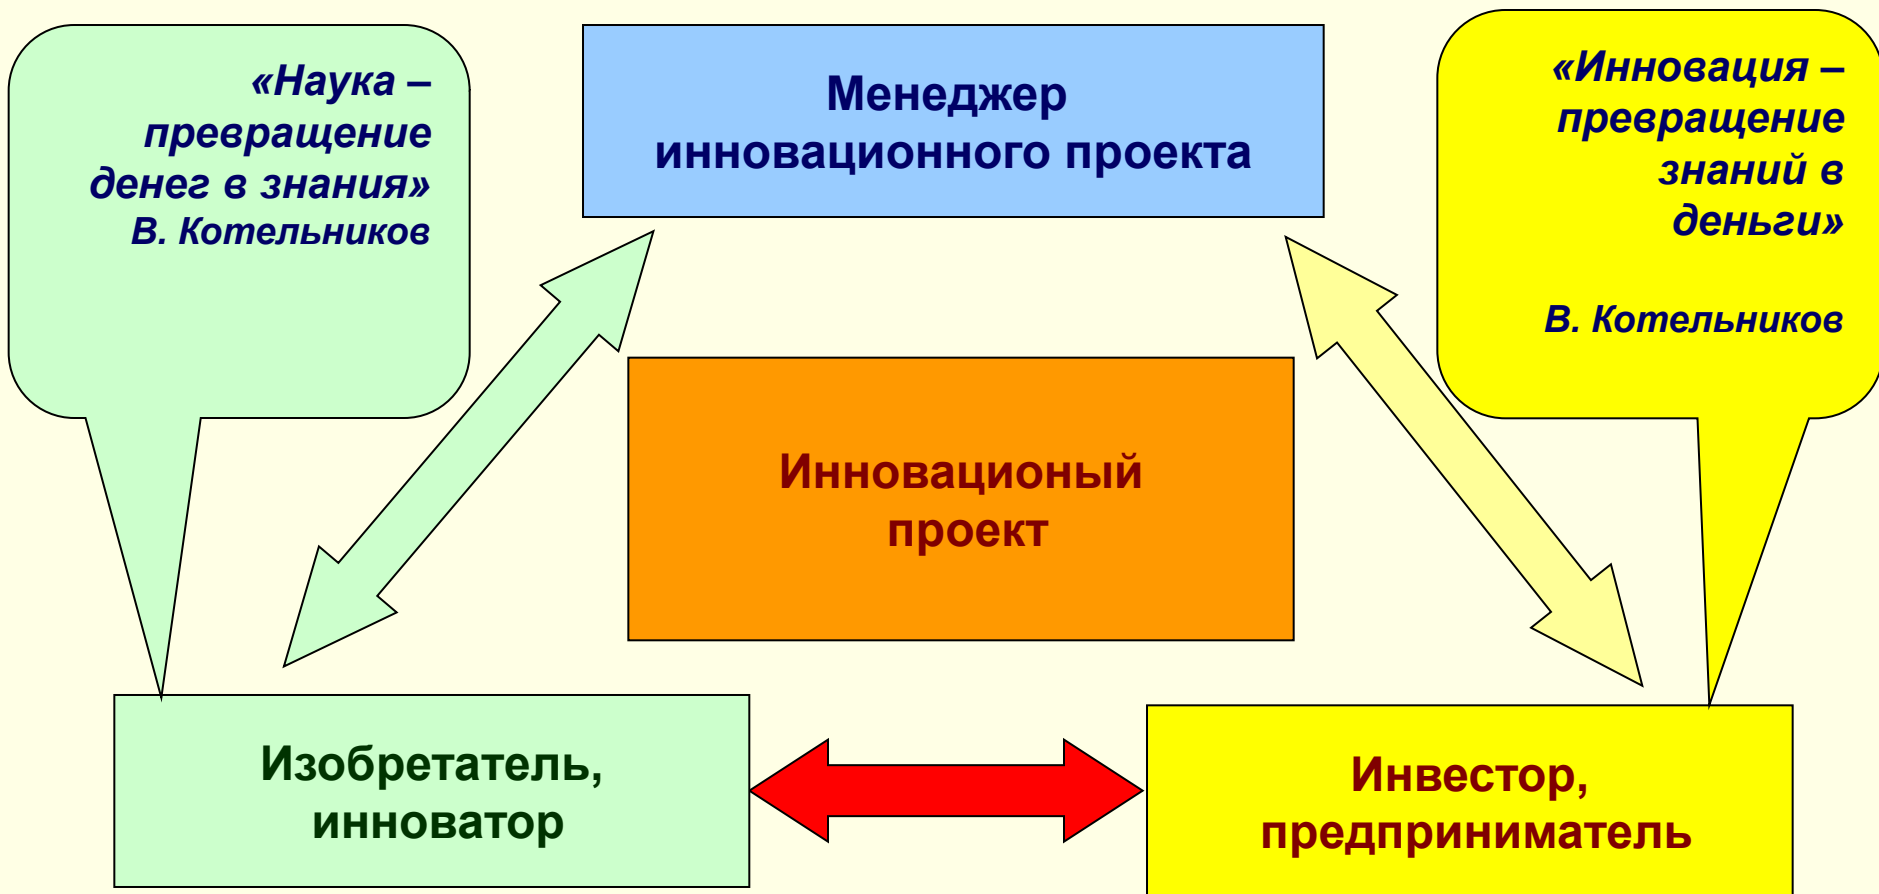 «Наука –
превращение
денег в знания»
В. Котельников
Менеджер
инновационного проекта
«Инновация –
превращение
знаний в
деньги»
В. Котельников
Инновационый
проект
Изобретатель,
инноватор
Инвестор,
предприниматель